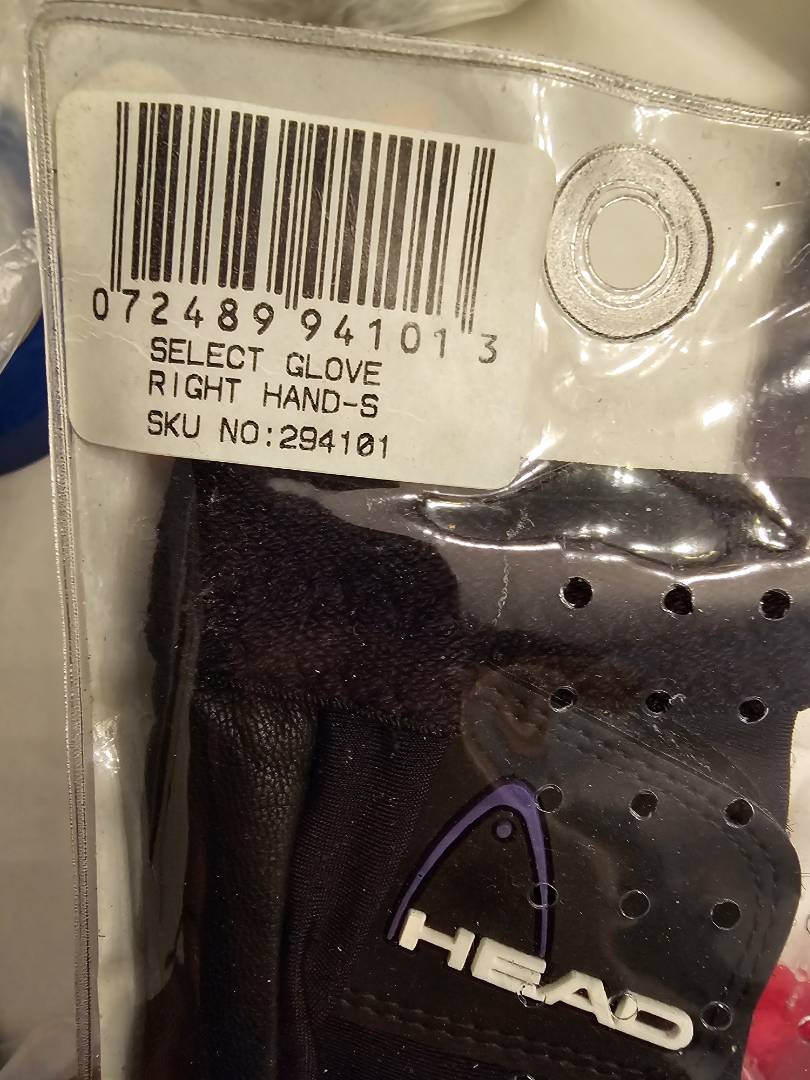 072489 941013
SELECT GLOVE
RIGHT HAND-S
SKU NO:294101
HEAD